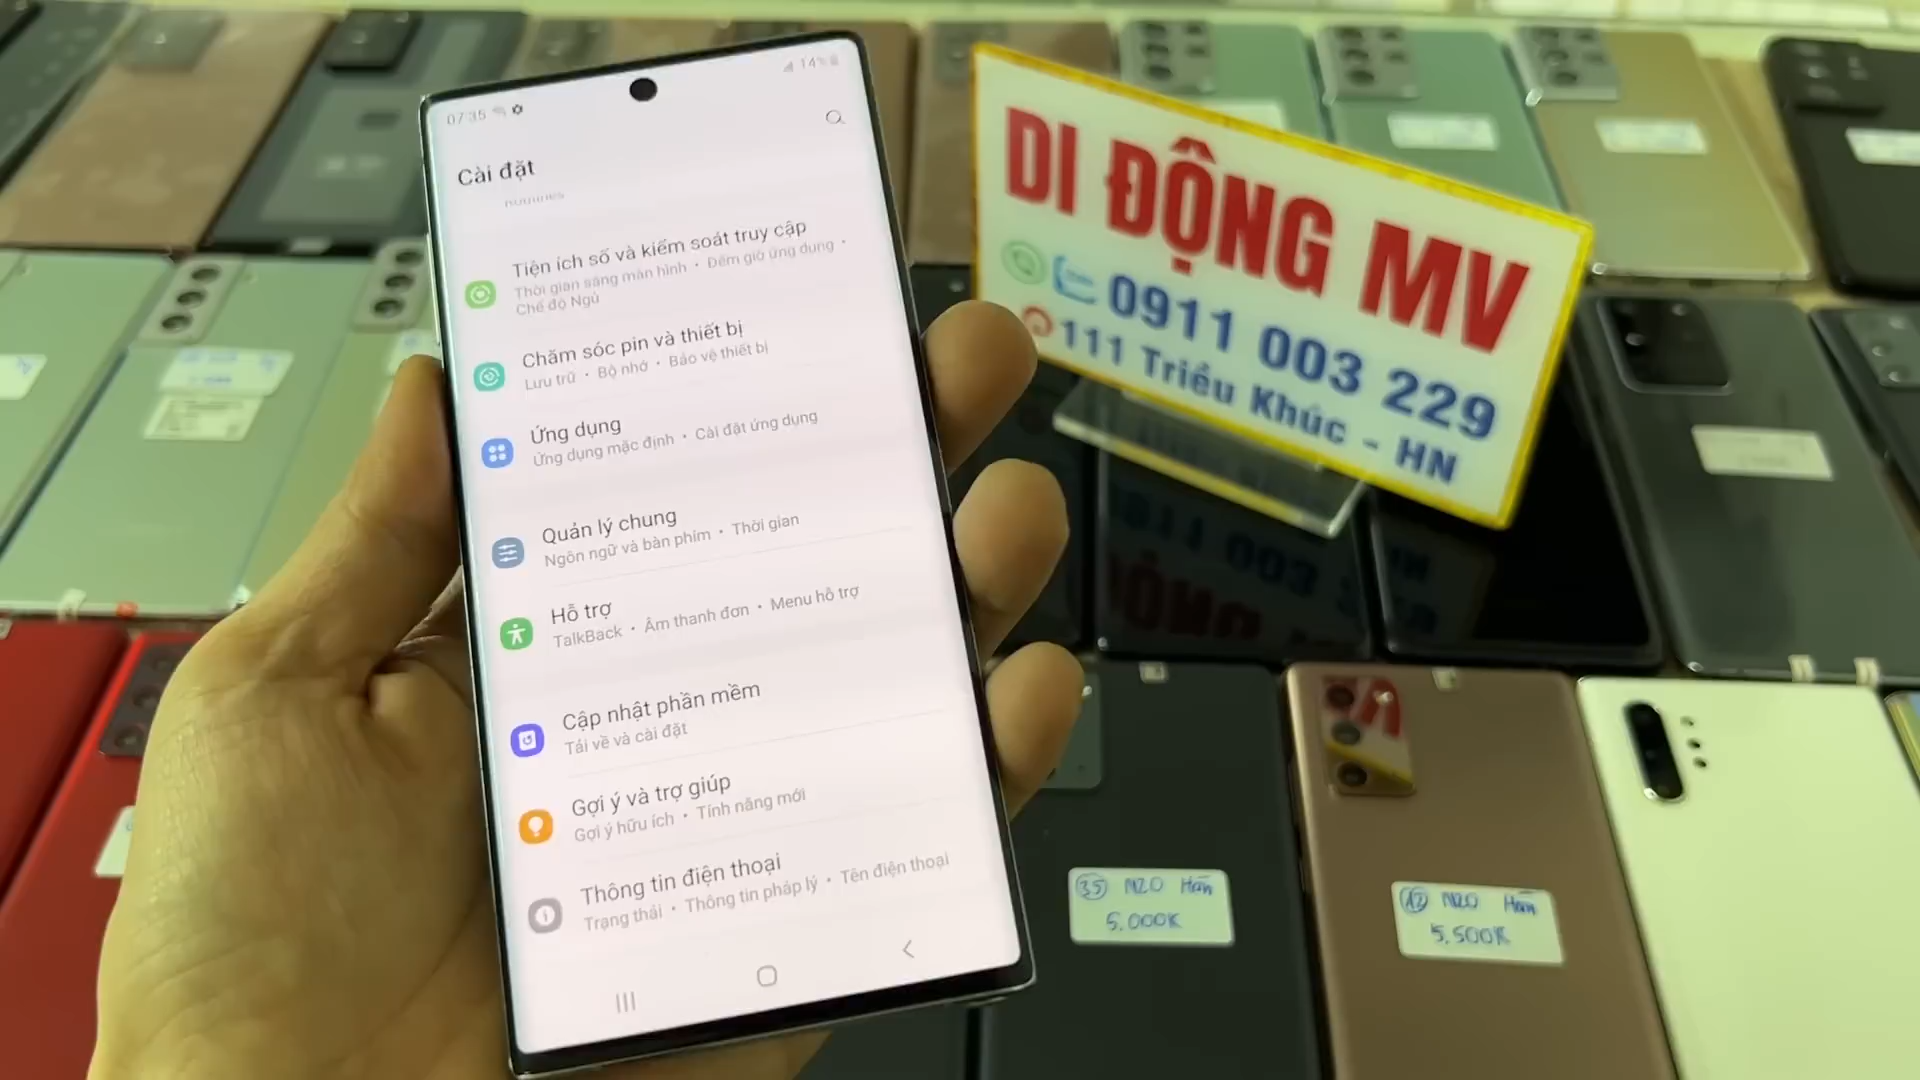 07:35
14%
Cài đặt
Tiện ích số và kiểm soát truy cập
Thời gian sáng màn hình • Đếm giờ ứng dụng •
Chế độ Ngủ
Chăm sóc pin và thiết bị
Lưu trữ • Bộ nhớ • Bảo vệ thiết bị
Ứng dụng
Ứng dụng mặc định • Cài đặt ứng dụng
Quản lý chung
Ngôn ngữ và bàn phím • Thời gian
Hỗ trợ
TalkBack • Âm thanh đơn • Menu hỗ trợ
Cập nhật phần mềm
Tải về và cài đặt
Gợi ý và trợ giúp
Gợi ý hữu ích • Tính năng mới
Thông tin điện thoại
Trạng thái • Thông tin pháp lý • Tên điện thoại
DI ĐỘNG MV
0911 003 229
111 Triều Khúc - HN
35 N20 Hàn
5.000K
12 N20 Hàn
5.500K